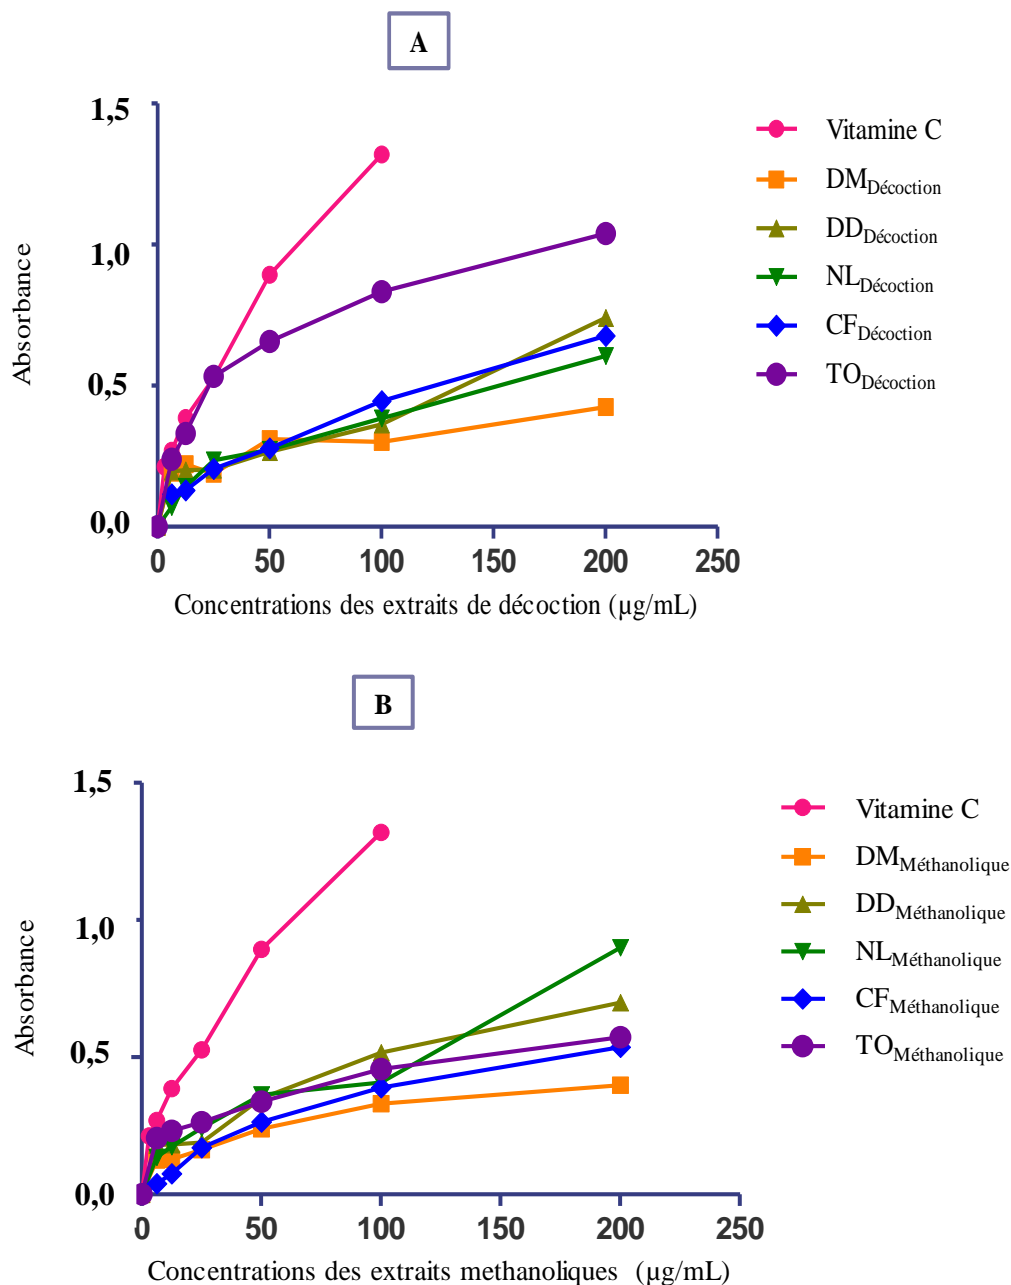 A
1,5
1,0
0,5
0,0
Absorbance
0 50 100 150 200 250
Concentrations des extraits de décoction (µg/mL)
Vitamine C
DMDécoction
DDDécoction
NLDécoction
CFDécoction
TODécoction
B
1,5
1,0
0,5
0,0
Absorbance
0 50 100 150 200 250
Concentrations des extraits methanoliques (µg/mL)
Vitamine C
DMMéthanolique
DDMéthanolique
NLMéthanolique
CFMéthanolique
TOMéthanolique